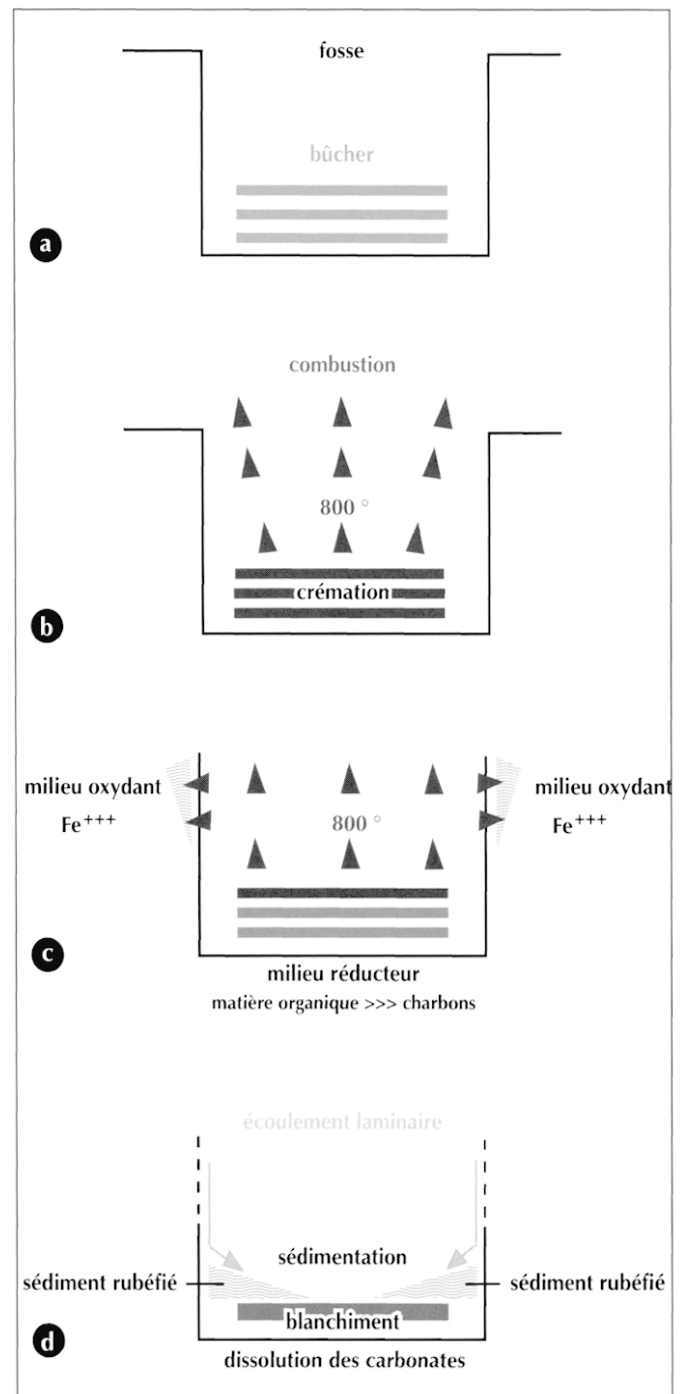 fosse
bûcher
a
combustion
800 °
crémation
b
milieu oxydant
milieu oxydant
Fe+++
800 °
Fe+++
c
milieu réducteur
matière organique >>> charbons
écoulement laminaire
sédimentation
sédiment rubéfié
sédiment rubéfié
blanchiment
d
dissolution des carbonates